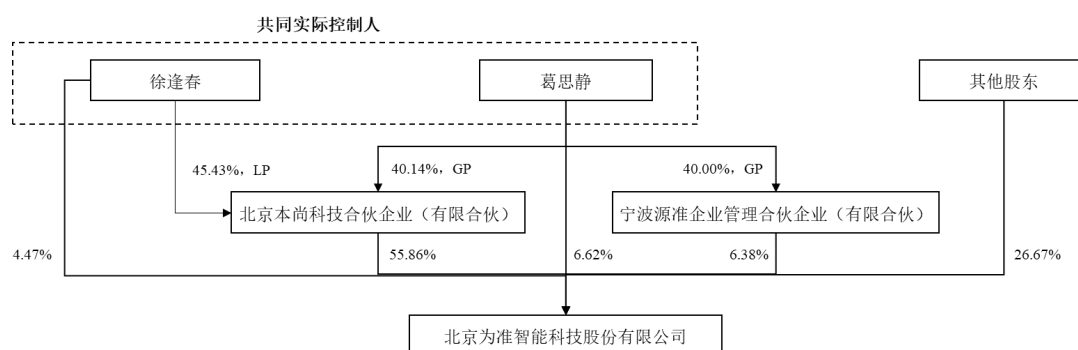 共同实际控制人
徐逢春
葛思静
其他股东
45.43%，LP
40.14%，GP
40.00%，GP
北京本尚科技合伙企业（有限合伙）
宁波源准企业管理合伙企业（有限合伙）
4.47%
55.86%
6.62%
6.38%
26.67%
北京为准智能科技股份有限公司